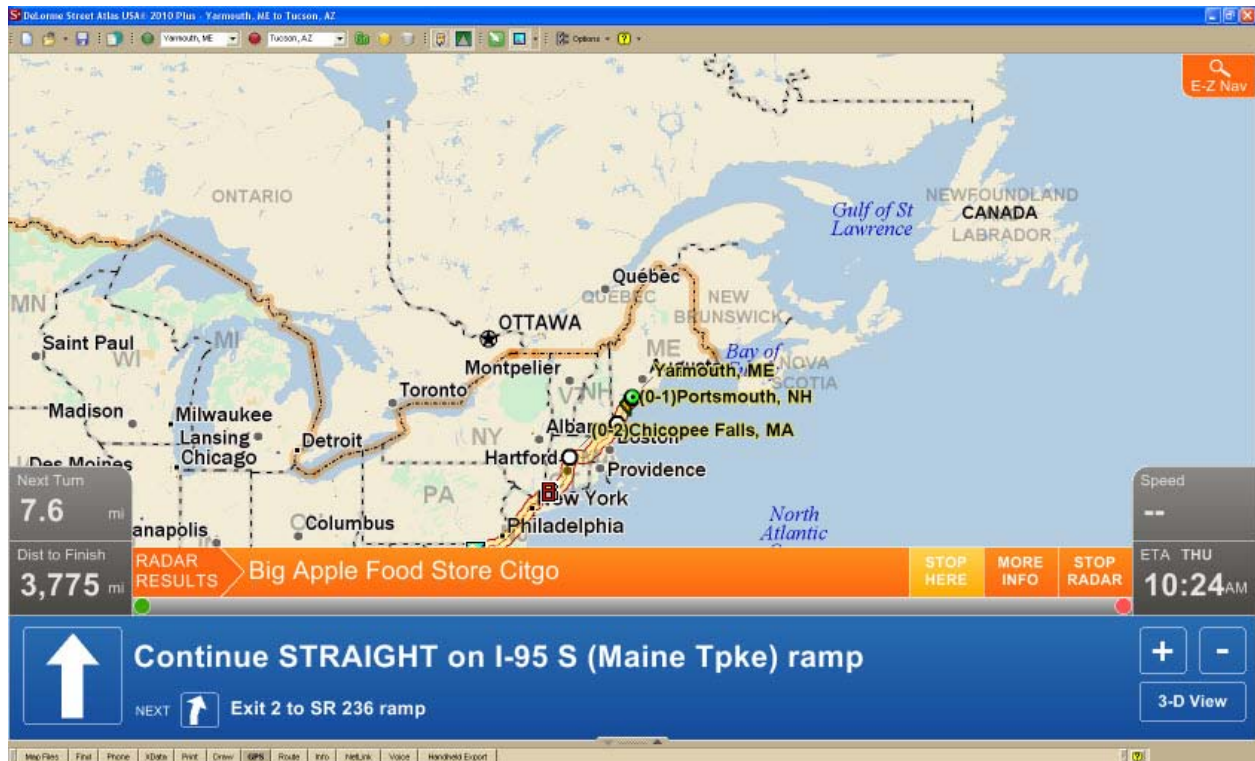 DeLorme Street Atlas USA® 2010 Plus - Yarmouth, ME to Tucson, AZ
Yarmouth, ME
Tucson, AZ
Options
E-Z Nav
ONTARIO
Gulf of St
Lawrence
NEWFOUNDLAND
CANADA
LABRADOR
Québec
QUÉBEC
NEW
BRUNSWICK
MN
OTTAWA
Saint Paul
WI
MI
ME
Bay of
NOVA
SCOTIA
Montpelier
Yarmouth, ME
Toronto
VT
NH
(0-1)Portsmouth, NH
Madison
Milwaukee
Lansing
NY
(0-2)Chicopee Falls, MA
Boston
Detroit
Chicago
Hartford
Providence
Des Moines
PA
B
New York
Columbus
Philadelphia
North
Atlantic
Next Turn
7.6 mi
Speed
--
Dist to Finish
3,775 mi
RADAR
RESULTS
Big Apple Food Store Citgo
STOP
HERE
MORE
INFO
STOP
RADAR
ETA THU
10:24AM
Continue STRAIGHT on I-95 S (Maine Tpke) ramp
+
-
NEXT
Exit 2 to SR 236 ramp
3-D View
Map Files
Find
Phone
XData
Print
Draw
GPS
Route
Info
NetLink
Voice
Handheld Export